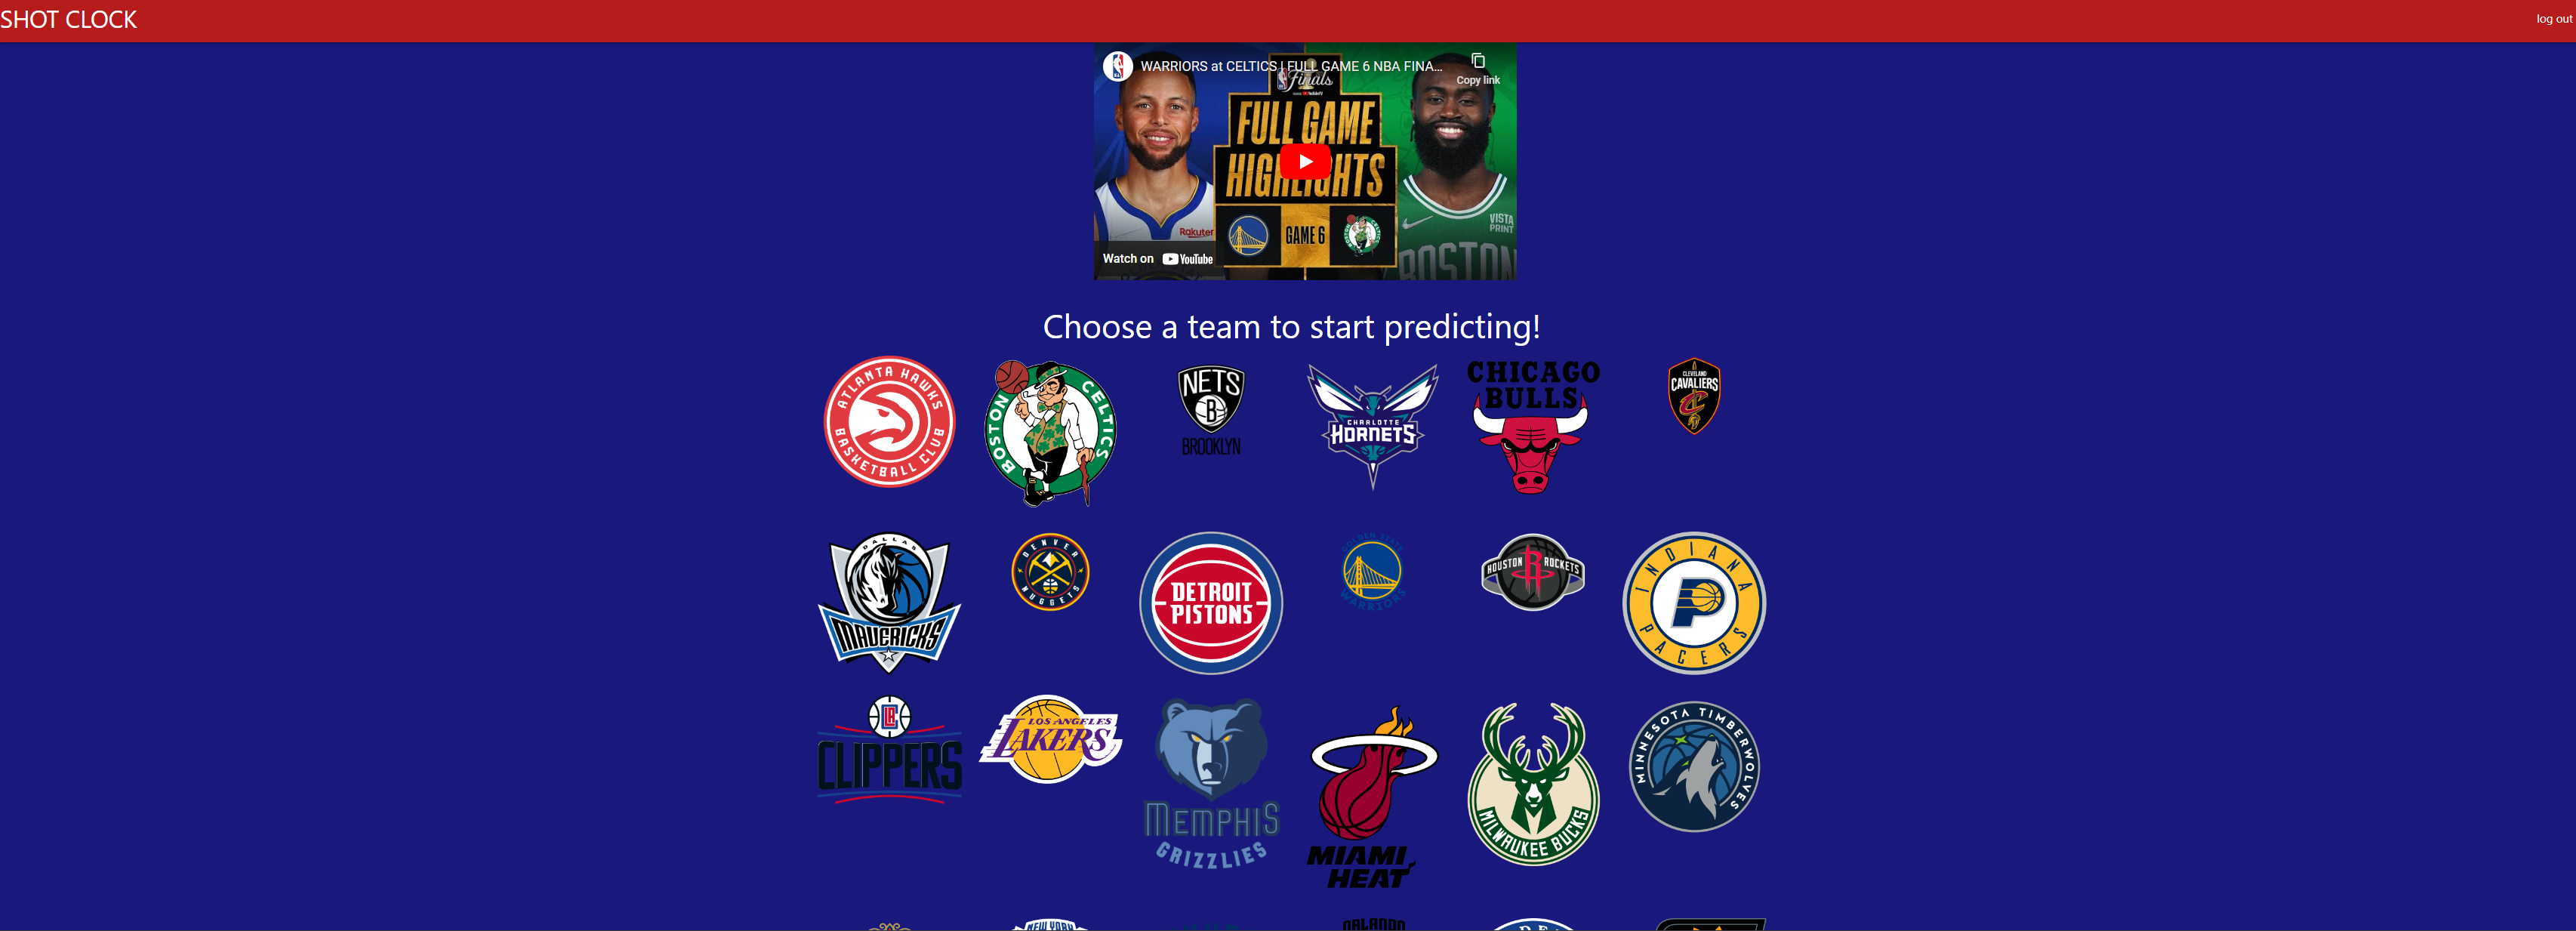 SHOT CLOCK
log out
WARRIORS at CELTICS | FULL GAME 6 NBA FINA...
Copy link
Finals
FULL GAME
HIGHLIGHTS
GAME 6
Rakuten
VISTA
PRINT
BOSTON
Watch on YouTube
Choose a team to start predicting!
ATLANTA HAWKS
BASKETBALL CLUB
BOSTON CELTICS
NETS
B
BROOKLYN
CHARLOTTE
HORNETS
CHICAGO
BULLS
CLEVELAND
CAVALIERS
C
DALLAS
MAVERICKS
DENVER
NUGGETS
DETROIT
PISTONS
GOLDEN STATE
WARRIORS
HOUSTON ROCKETS
R
INDIANA
P
PACERS
LA
CLIPPERS
LOS ANGELES
LAKERS
MEMPHIS
GRIZZLIES
MIAMI
HEAT
MILWAUKEE BUCKS
MINNESOTA TIMBERWOLVES
NEW YORK
ORLANDO